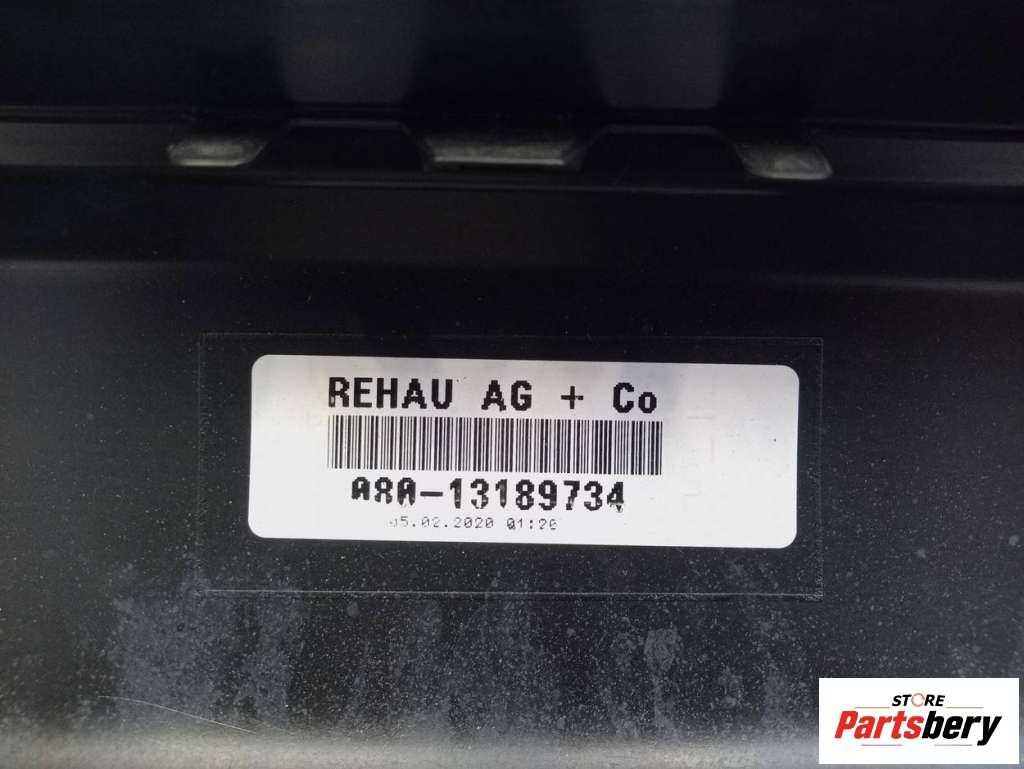 REHAU AG + Co
A8A-13189734
05.02.2020 01:26
STORE
Partsbery